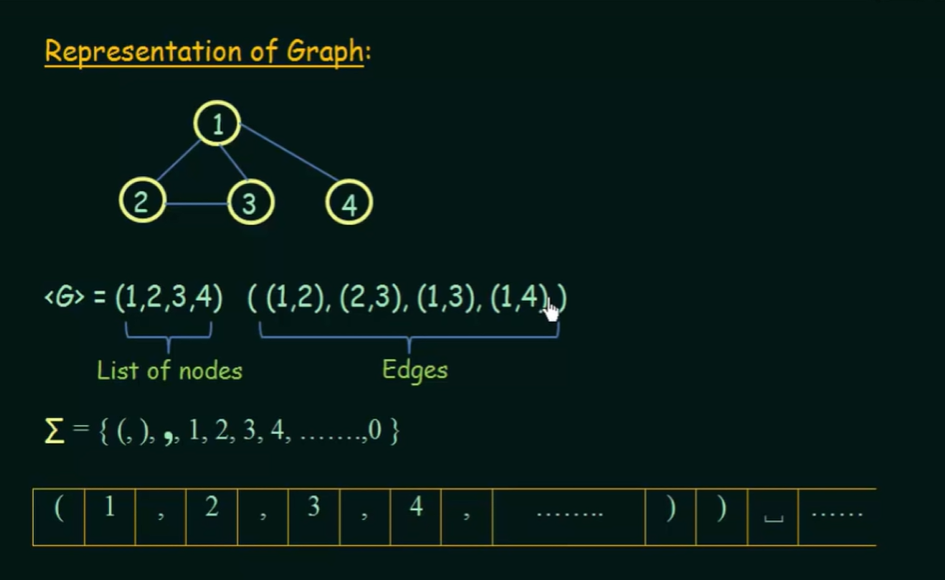 Representation of Graph:
1
2 3 4
<G> = (1,2,3,4) ( (1,2), (2,3), (1,3), (1,4) )
List of nodes Edges
Σ = { (, ), ,, 1, 2, 3, 4, .......,0 }
( 1 , 2 , 3 , 4 , ........ ) ) ⎵ ......